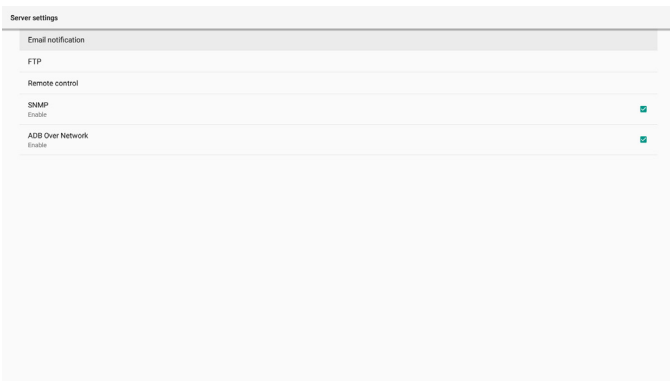 Server settings
Email notification
FTP
Remote control
SNMP
Enable
ADB Over Network
Enable